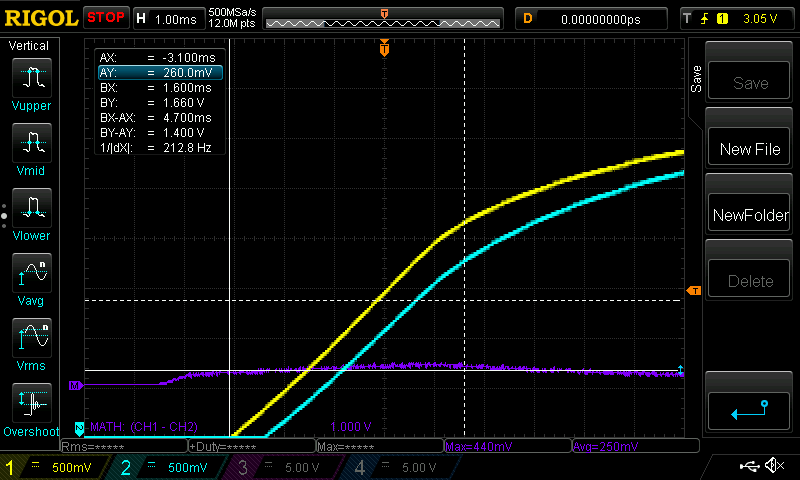 RIGOL STOP H 1.00ms 500MSa/s 12.0M pts T D 0.00000000ps T 1 3.05 V
Vertical
Vupper
Vmid
Vlower
n
Vavg
n
Vrms
Overshoot
AX: = -3.100ms
AY: = 260.0mV
BX: = 1.600ms
BY: = 1.660 V
BX-AX: = 4.700ms
BY-AY: = 1.400 V
1/|dX|: = 212.8 Hz
T
T
M
2
MATH: (CH1 - CH2) 1.000 V
Rms=***** +Duty=***** Max=***** Max=440mV Avg=250mV
1 = 500mV 2 = 500mV 3 = 5.00 V 4 = 5.00 V
Save
Save
New File
NewFolder
Delete